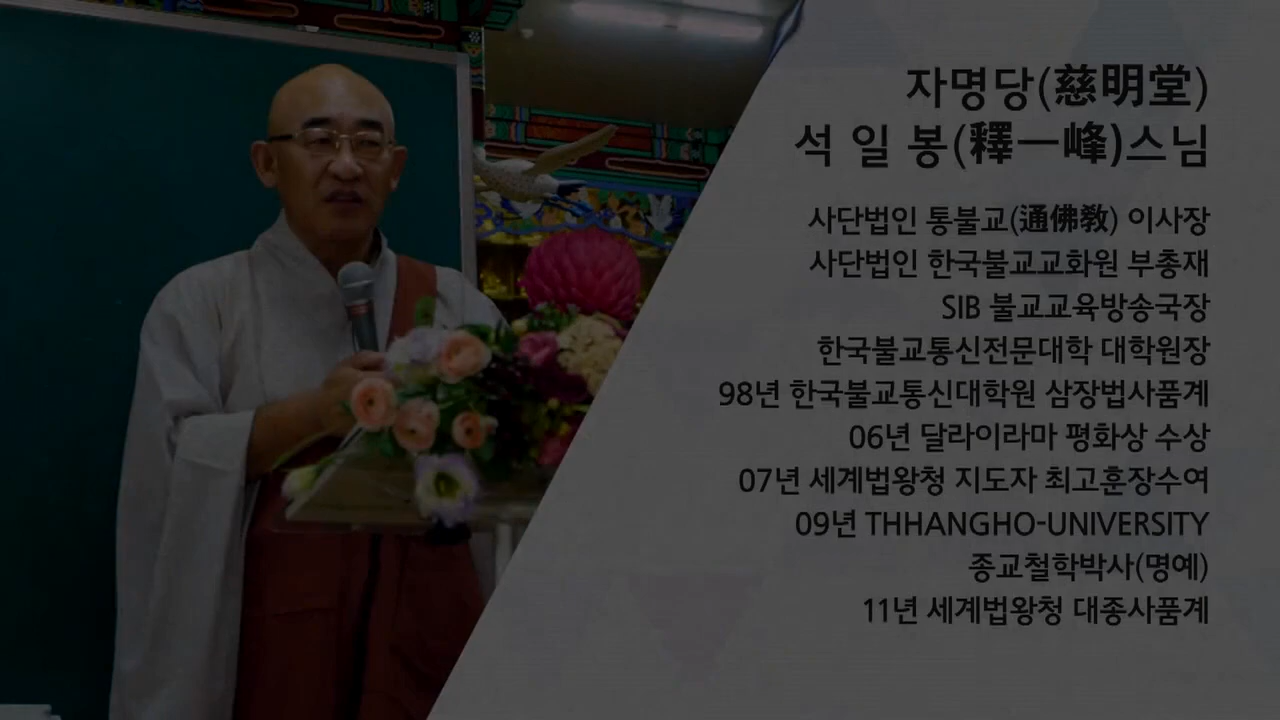 자명당(慈明堂)
석 일 봉(釋一峰)스님
사단법인 통불교(通佛敎) 이사장
사단법인 한국불교교화원 부총재
SIB 불교교육방송국장
한국불교통신전문대학 대학원장
98년 한국불교통신대학원 삼장법사품계
06년 달라이라마 평화상 수상
07년 세계법왕청 지도자 최고훈장수여
09년 THHANGHO-UNIVERSITY
종교철학박사(명예)
11년 세계법왕청 대종사품계